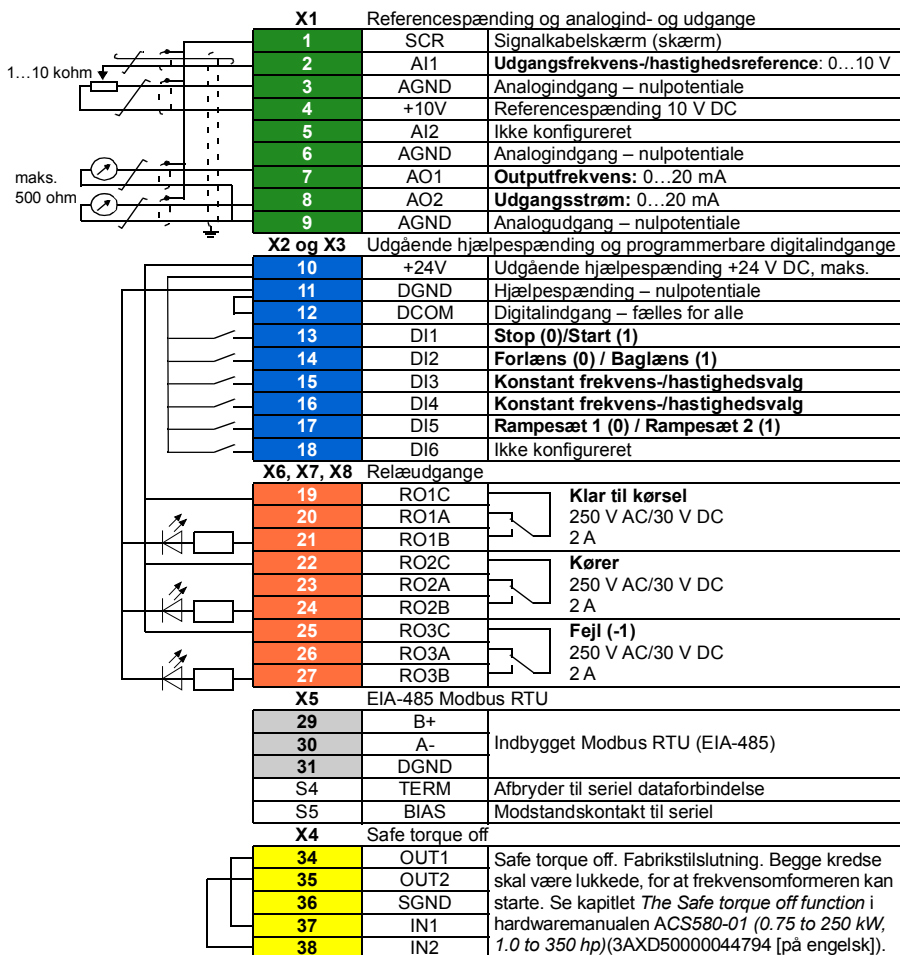 X1 Referencespænding og analogind- og udgange
1 SCR Signalkabelskærm (skærm)
2 AI1 Udgangsfrekvens-/hastighedsreference: 0…10 V
1…10 kohm
3 AGND Analogindgang – nulpotentiale
4 +10V Referencespænding 10 V DC
5 AI2 Ikke konfigureret
6 AGND Analogindgang – nulpotentiale
maks.
500 ohm
7 AO1 Outputfrekvens: 0…20 mA
8 AO2 Udgangsstrøm: 0…20 mA
9 AGND Analogudgang – nulpotentiale
X2 og X3 Udgående hjælpespænding og programmerbare digitalindgange
10 +24V Udgående hjælpespænding +24 V DC, maks.
11 DGND Hjælpespænding – nulpotentiale
12 DCOM Digitalindgang – fælles for alle
13 DI1 Stop (0)/Start (1)
14 DI2 Forlæns (0) / Baglæns (1)
15 DI3 Konstant frekvens-/hastighedsvalg
16 DI4 Konstant frekvens-/hastighedsvalg
17 DI5 Rampesæt 1 (0) / Rampesæt 2 (1)
18 DI6 Ikke konfigureret
X6, X7, X8 Relæudgange
19 RO1C Klar til kørsel
20 RO1A 250 V AC/30 V DC
21 RO1B 2 A
22 RO2C Kører
23 RO2A 250 V AC/30 V DC
24 RO2B 2 A
25 RO3C Fejl (-1)
26 RO3A 250 V AC/30 V DC
27 RO3B 2 A
X5 EIA-485 Modbus RTU
29 B+
30 A- Indbygget Modbus RTU (EIA-485)
31 DGND
S4 TERM Afbryder til seriel dataforbindelse
S5 BIAS Modstandskontakt til seriel
X4 Safe torque off
34 OUT1 Safe torque off. Fabrikstilslutning. Begge kredse
35 OUT2 skal være lukkede, for at frekvensomformeren kan
36 SGND starte. Se kapitlet The Safe torque off function i
37 IN1 hardwaremanualen ACS580-01 (0.75 to 250 kW,
38 IN2 1.0 to 350 hp)(3AXD50000044794 [på engelsk]).